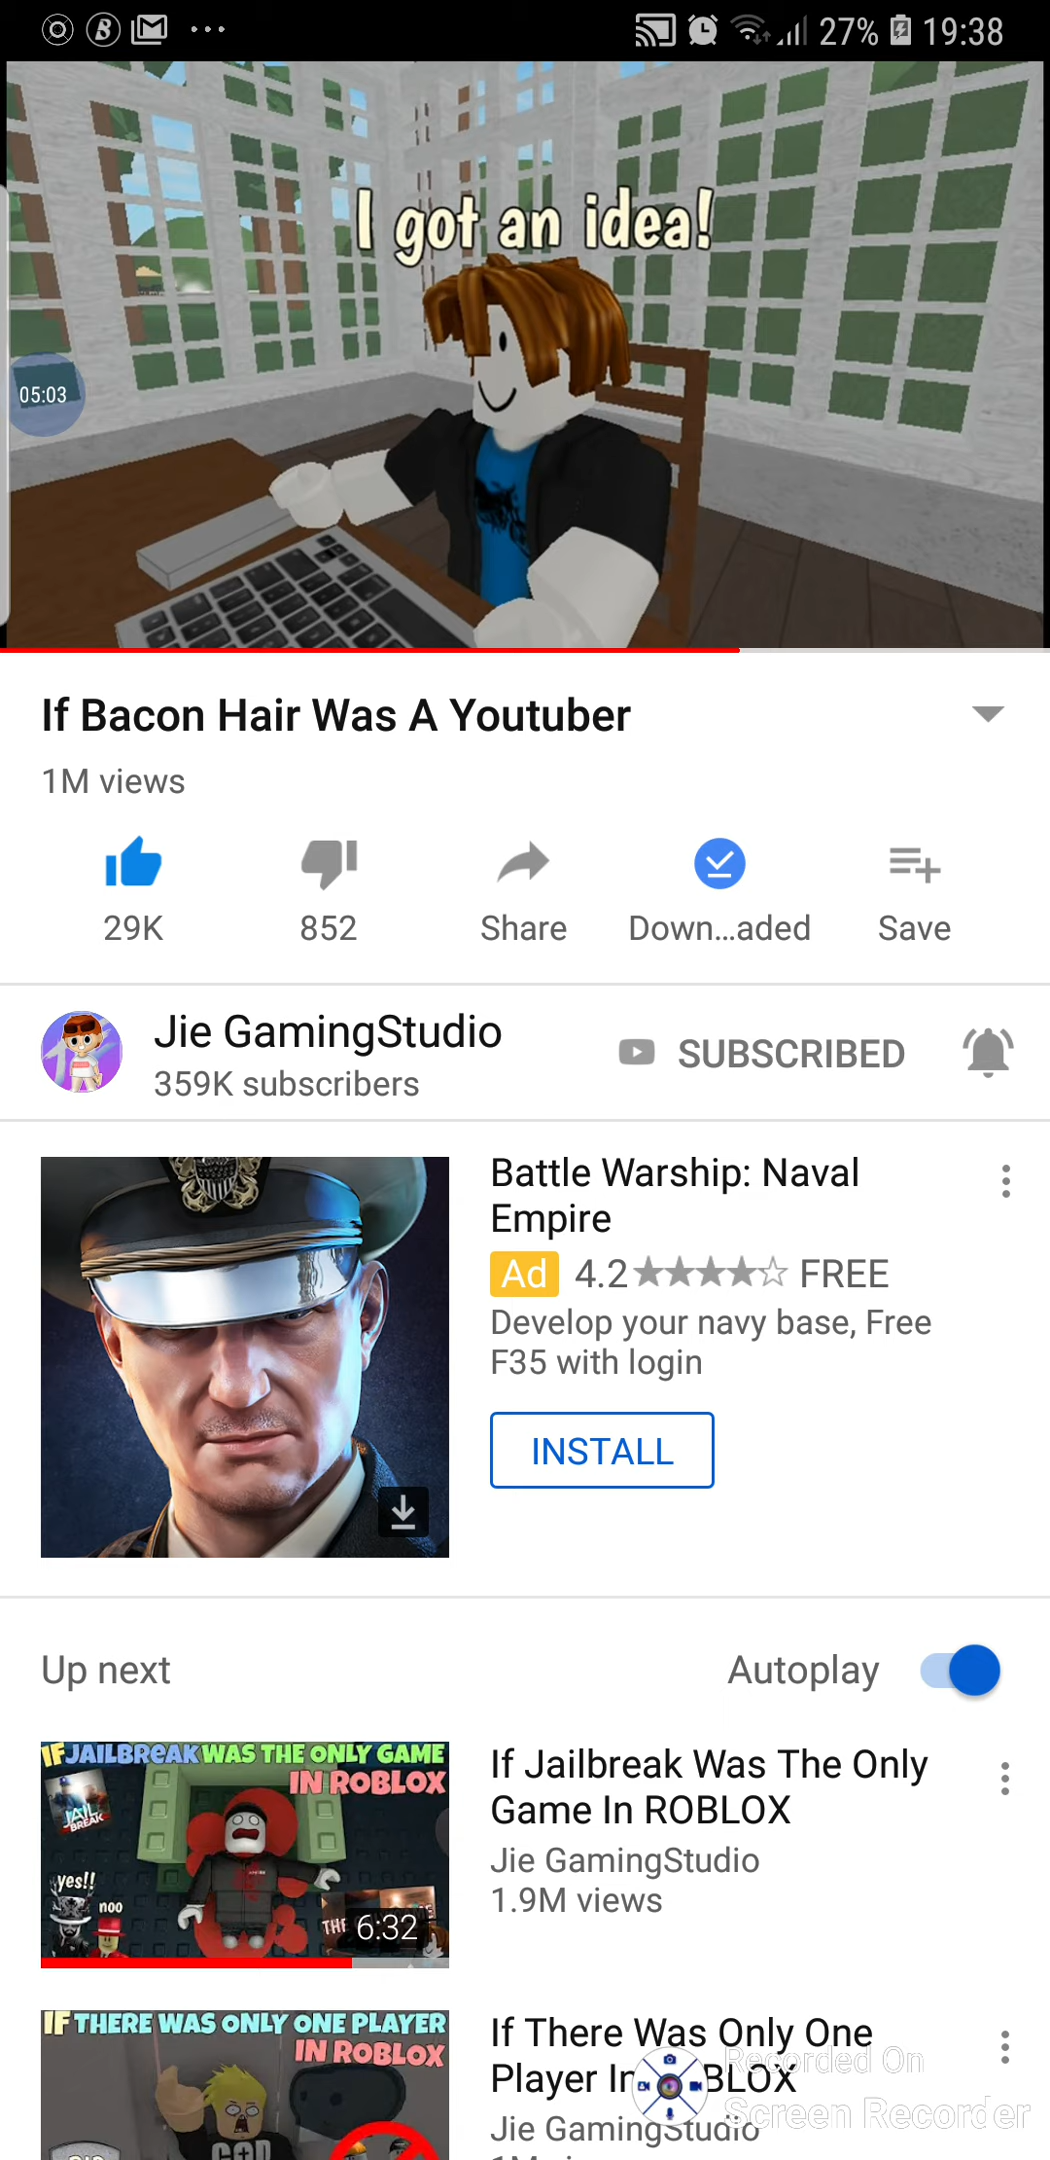 27% 19:38
I got an idea!
05:03
If Bacon Hair Was A Youtuber
1M views
29K 852 Share Down...aded Save
Jie GamingStudio
359K subscribers
SUBSCRIBED
Battle Warship: Naval
Empire
Ad 4.2 FREE
Develop your navy base, Free
F35 with login
INSTALL
Up next Autoplay
IF JAILBREAK WAS THE ONLY GAME
IN ROBLOX
JAIL
BREAK
yes!!
noo
THE
6:32
If Jailbreak Was The Only
Game In ROBLOX
Jie GamingStudio
1.9M views
IF THERE WAS ONLY ONE PLAYER
IN ROBLOX
GOD
If There Was Only One
Player In BLOX
Jie GamingStudio
Recorded On
Screen Recorder